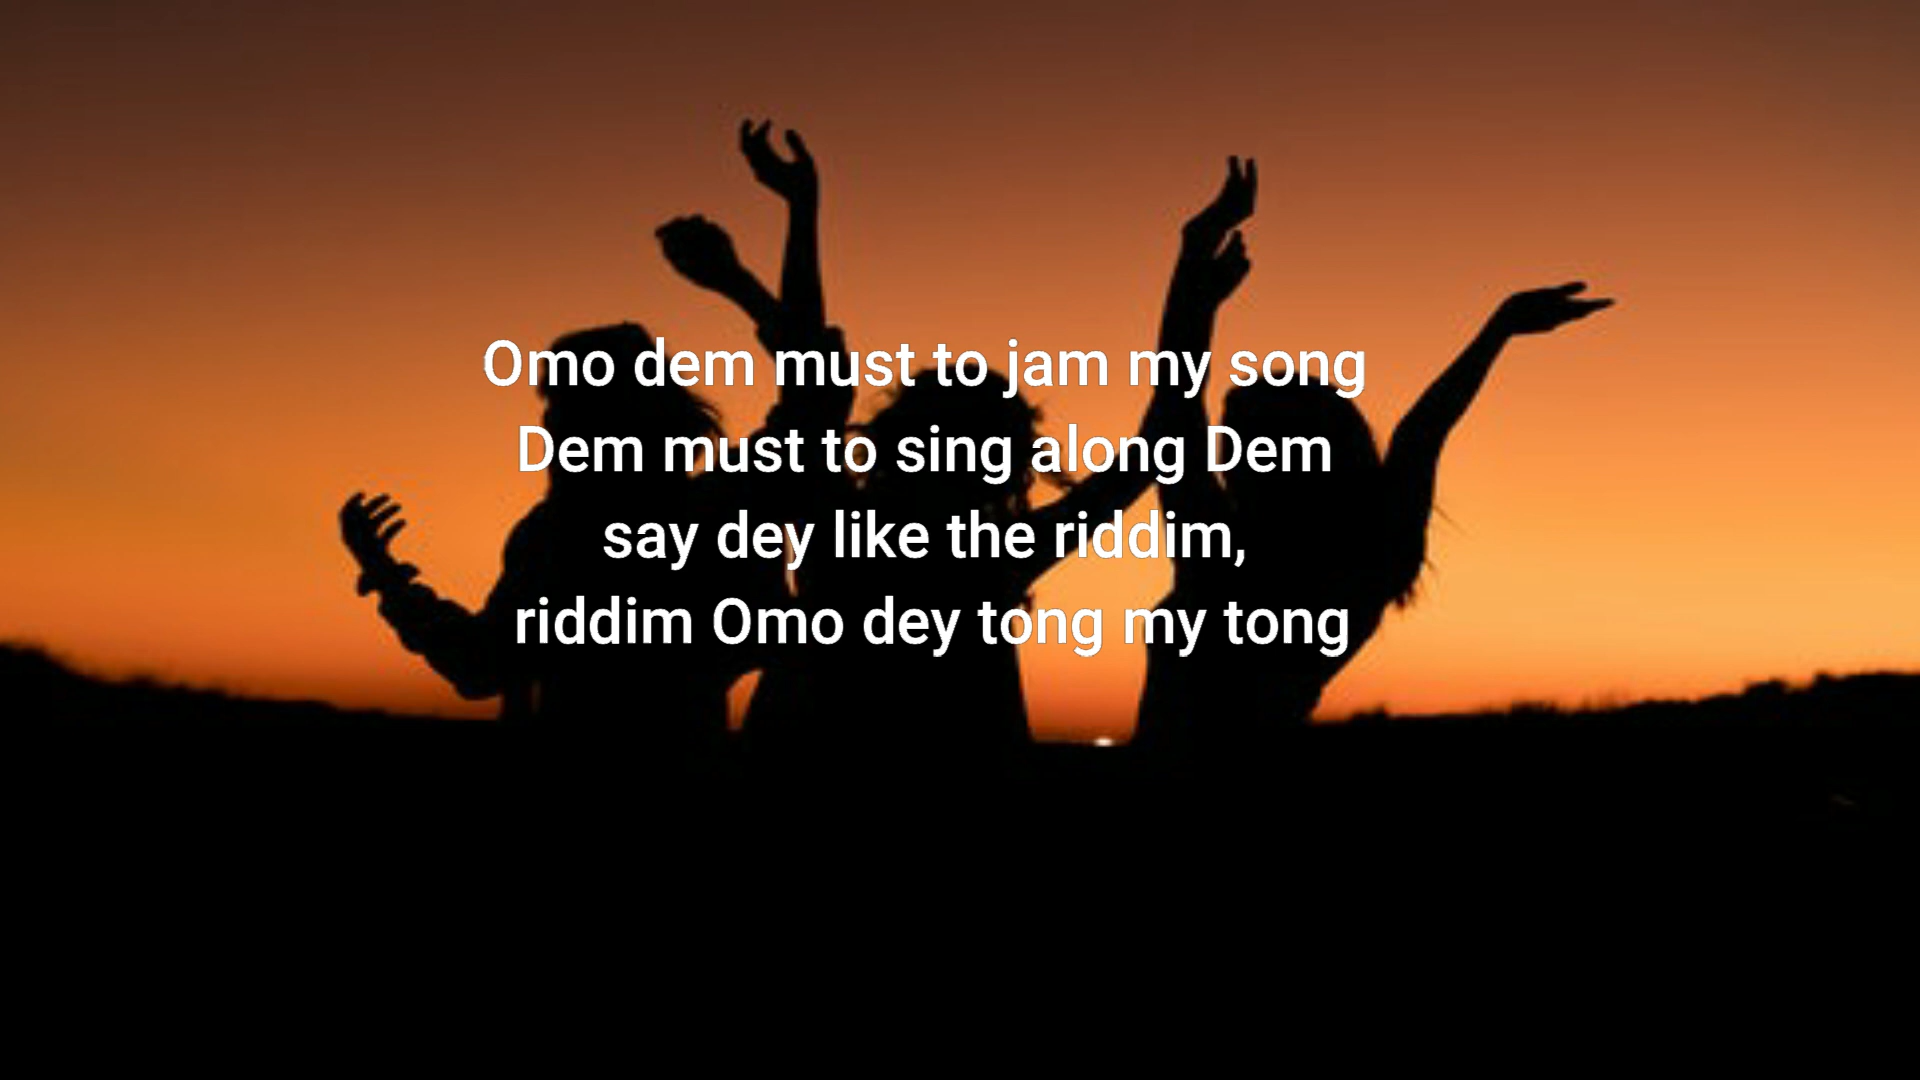 Omo dem must to jam my song
Dem must to sing along Dem
say dey like the riddim,
riddim Omo dey tong my tong